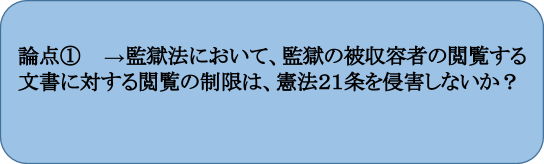 論点① →監獄法において、監獄の被収容者の閲覧する
文書に対する閲覧の制限は、憲法21条を侵害しないか？